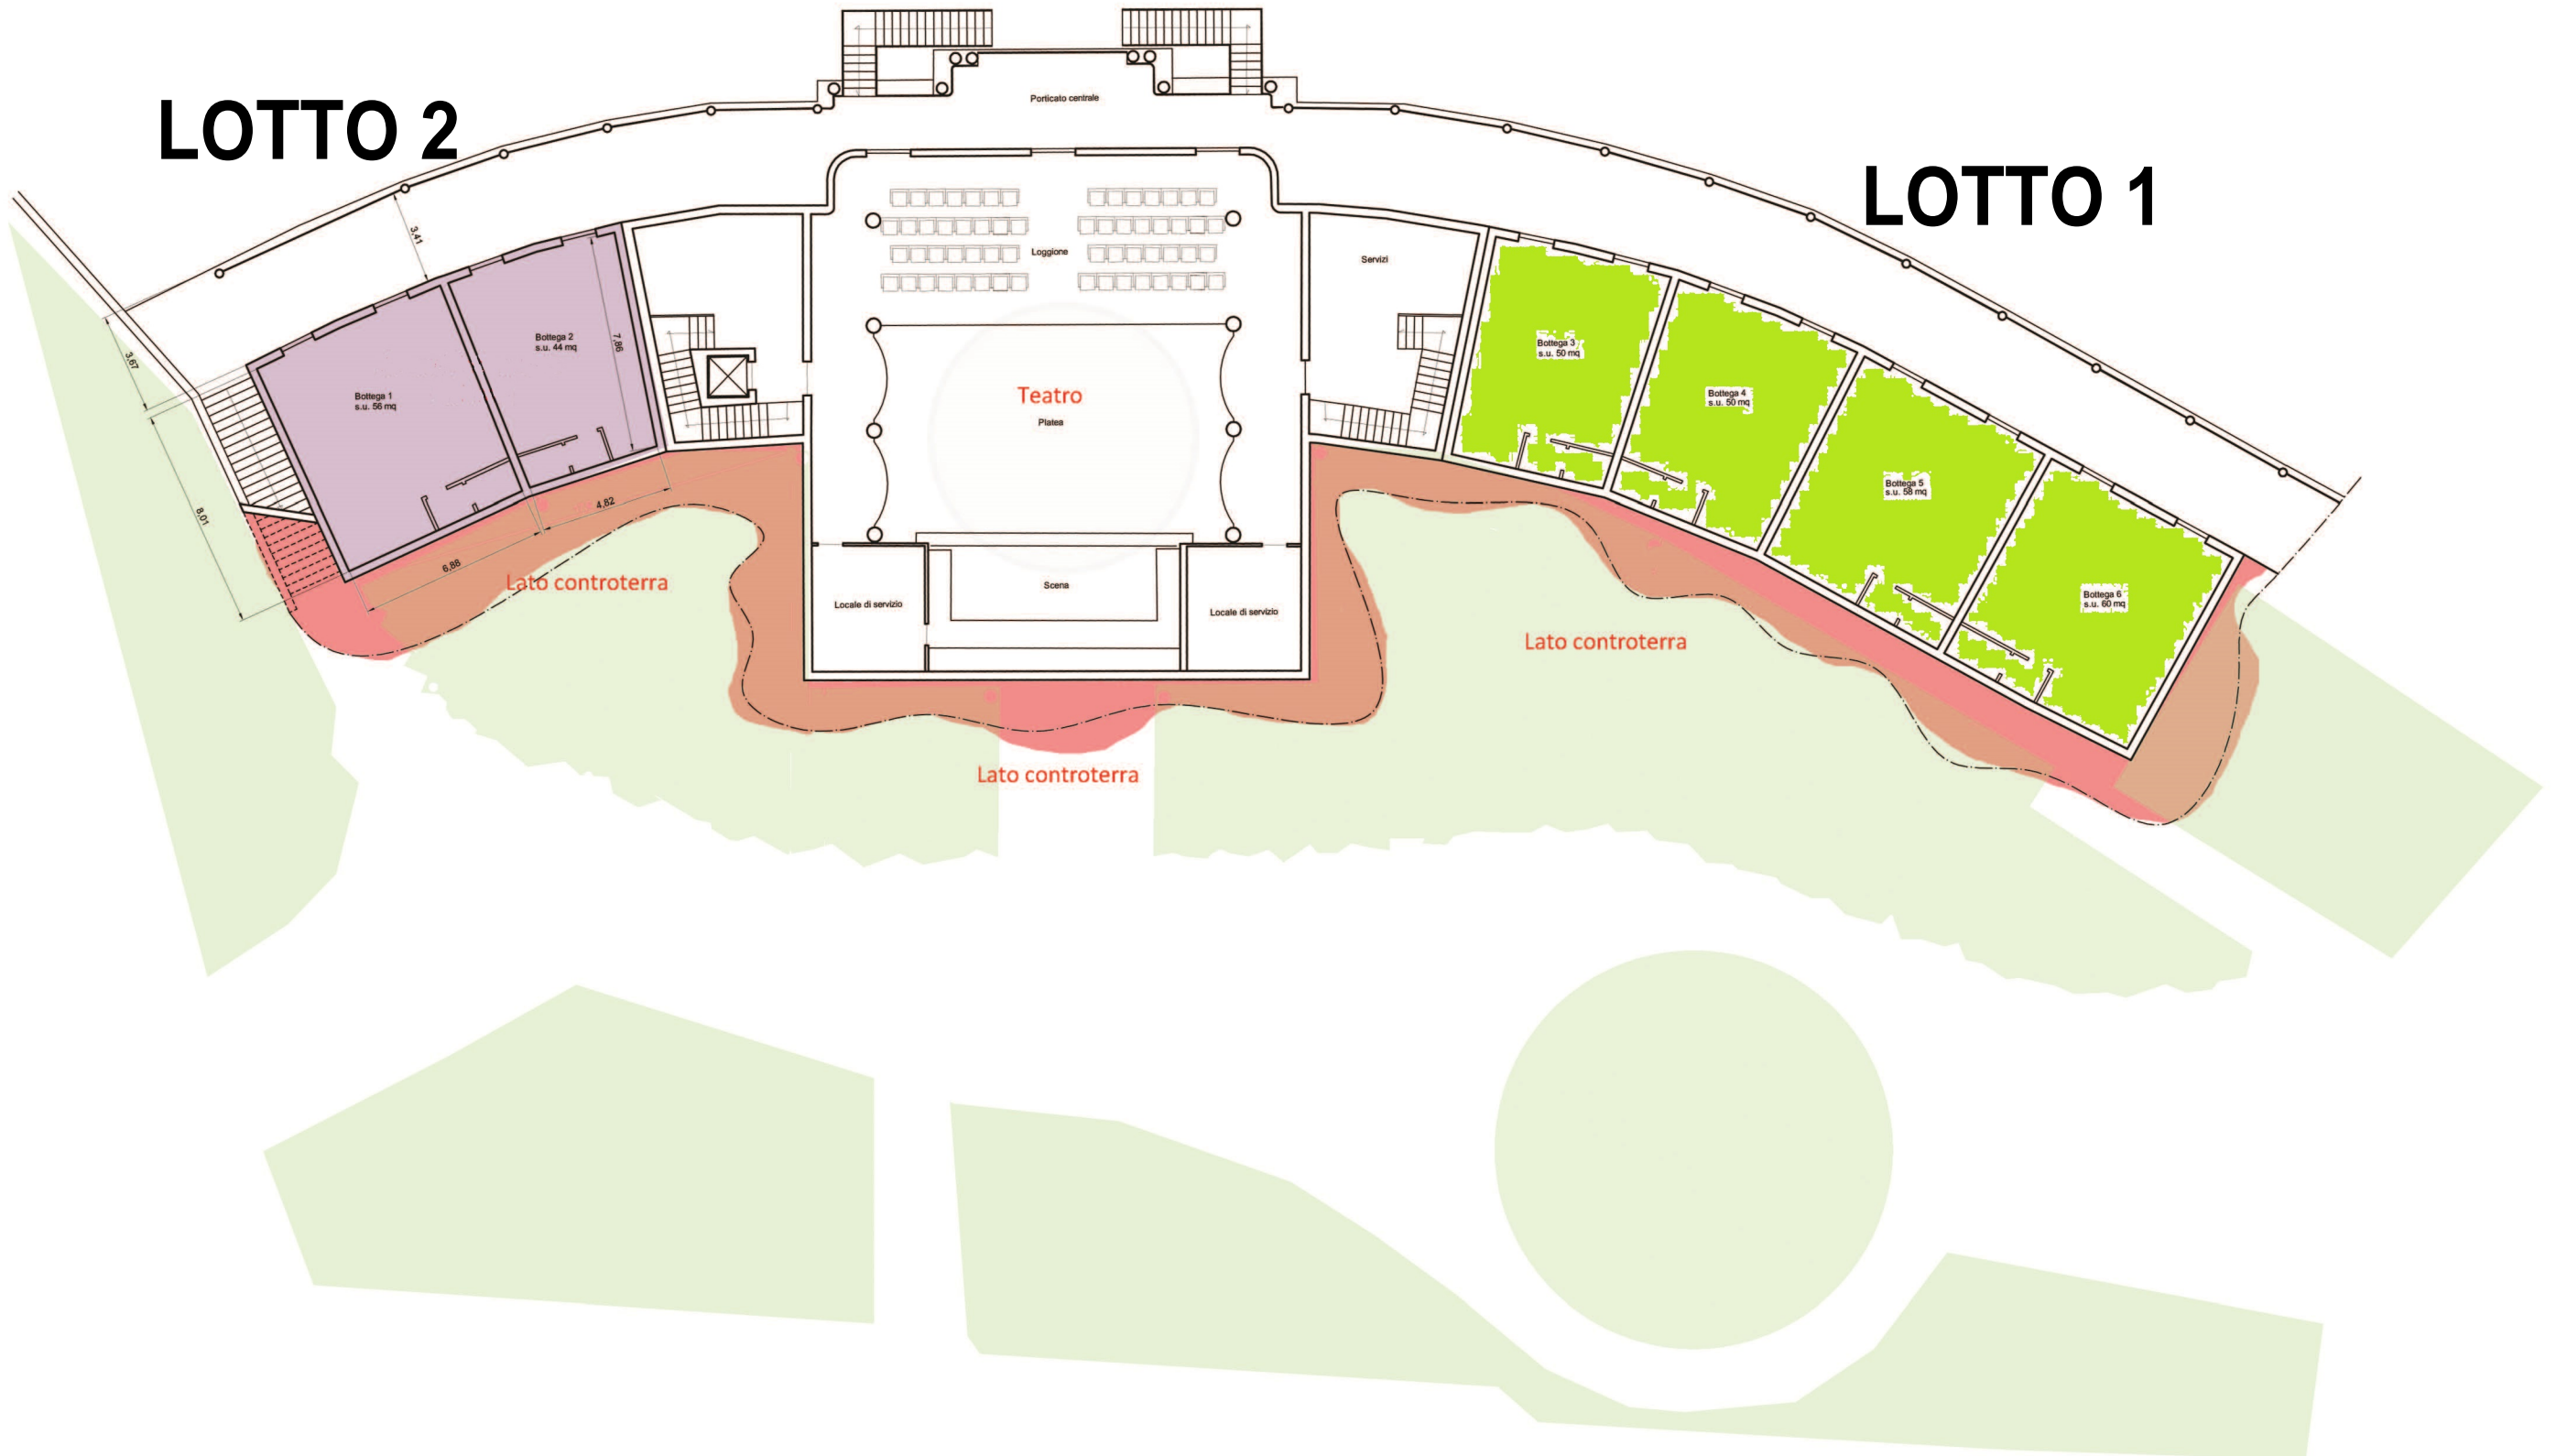 LOTTO 2
LOTTO 1
Porticato centrale
Loggione
Servizi
3,41
7,86
3,67
8,01
6,88
4,82
Bottega 1
s.u. 56 mq
Bottega 2
s.u. 44 mq
Teatro
Platea
Scena
Locale di servizio
Locale di servizio
Bottega 3
s.u. 50 mq
Bottega 4
s.u. 50 mq
Bottega 5
s.u. 58 mq
Bottega 6
s.u. 60 mq
Lato controterra
Lato controterra
Lato controterra